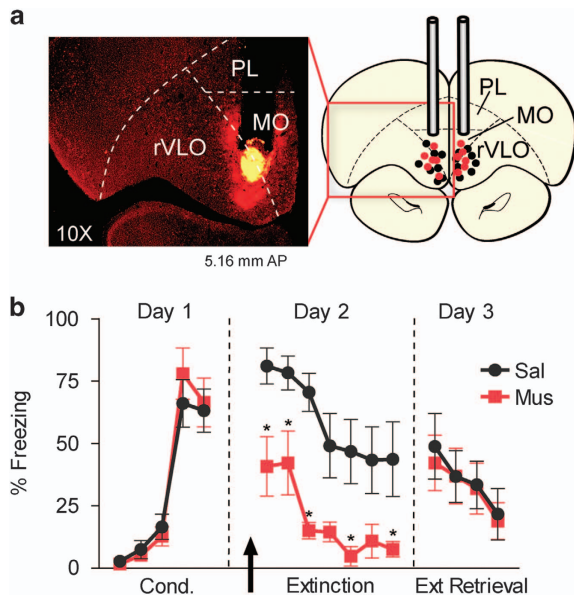 a
PL
MO
rVLO
10X
5.16 mm AP
PL
MO
rVLO
b
Day 1
Day 2
Day 3
100
75
50
25
0
% Freezing
Sal
Mus
* * * * *
Cond.
Extinction
Ext Retrieval